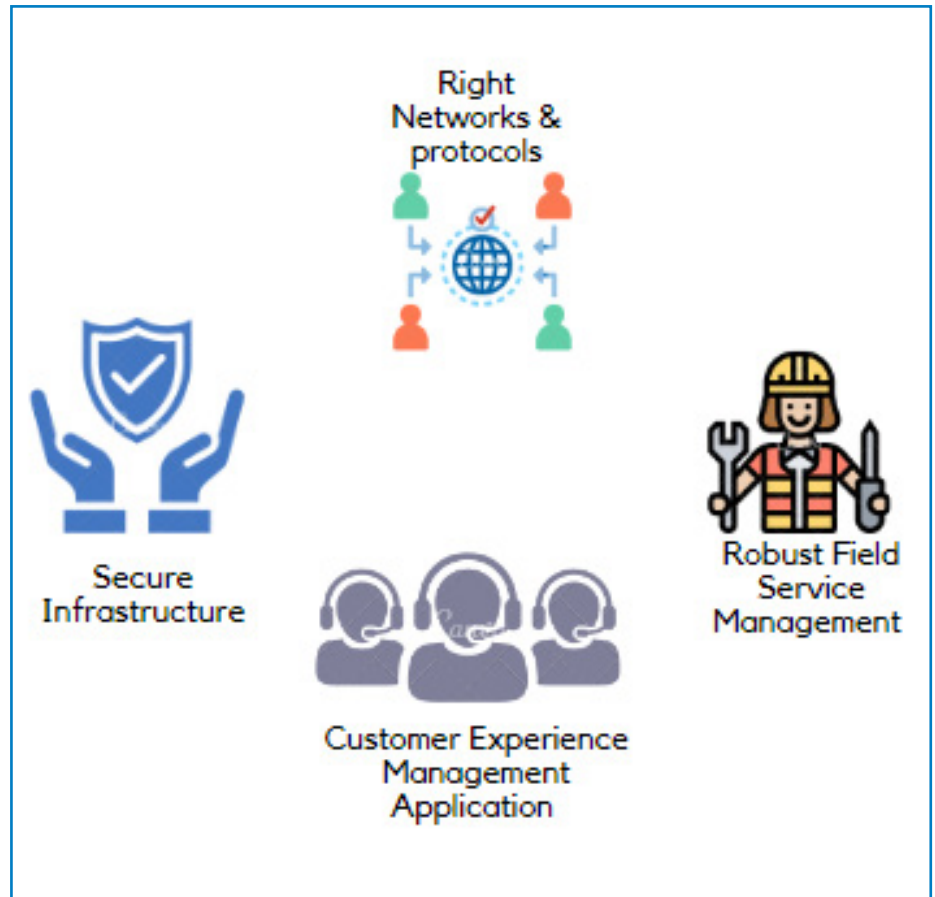 Right
Networks &
protocols
Secure
Infrastructure
Robust Field
Service
Management
Customer Experience
Management
Application